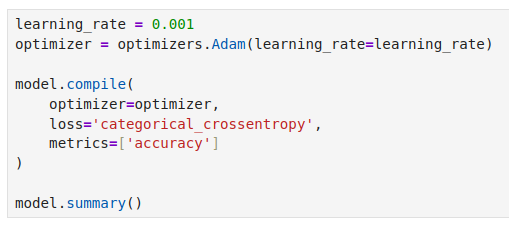 learning_rate = 0.001
optimizer = optimizers.Adam(learning_rate=learning_rate)
model.compile(
    optimizer=optimizer,
    loss='categorical_crossentropy',
    metrics=['accuracy']
)
model.summary()